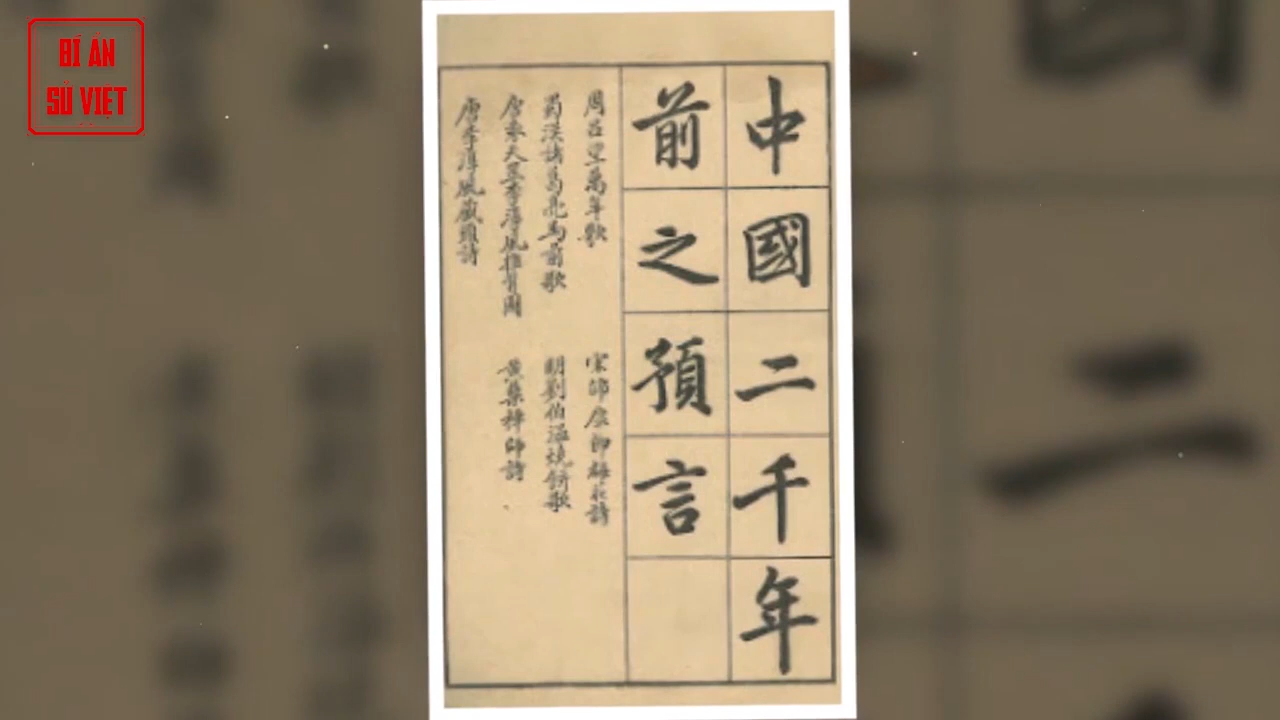 BÍ ẨN
SỬ VIỆT
中國二千年
前之預言
周呂望萬年歌
宋邵康節梅花詩
蜀漢諸葛亮馬前歌
明劉伯溫燒餅歌
唐袁天罡李淳風推背圖
黃蘗禪師詩
唐李淳風藏頭詩